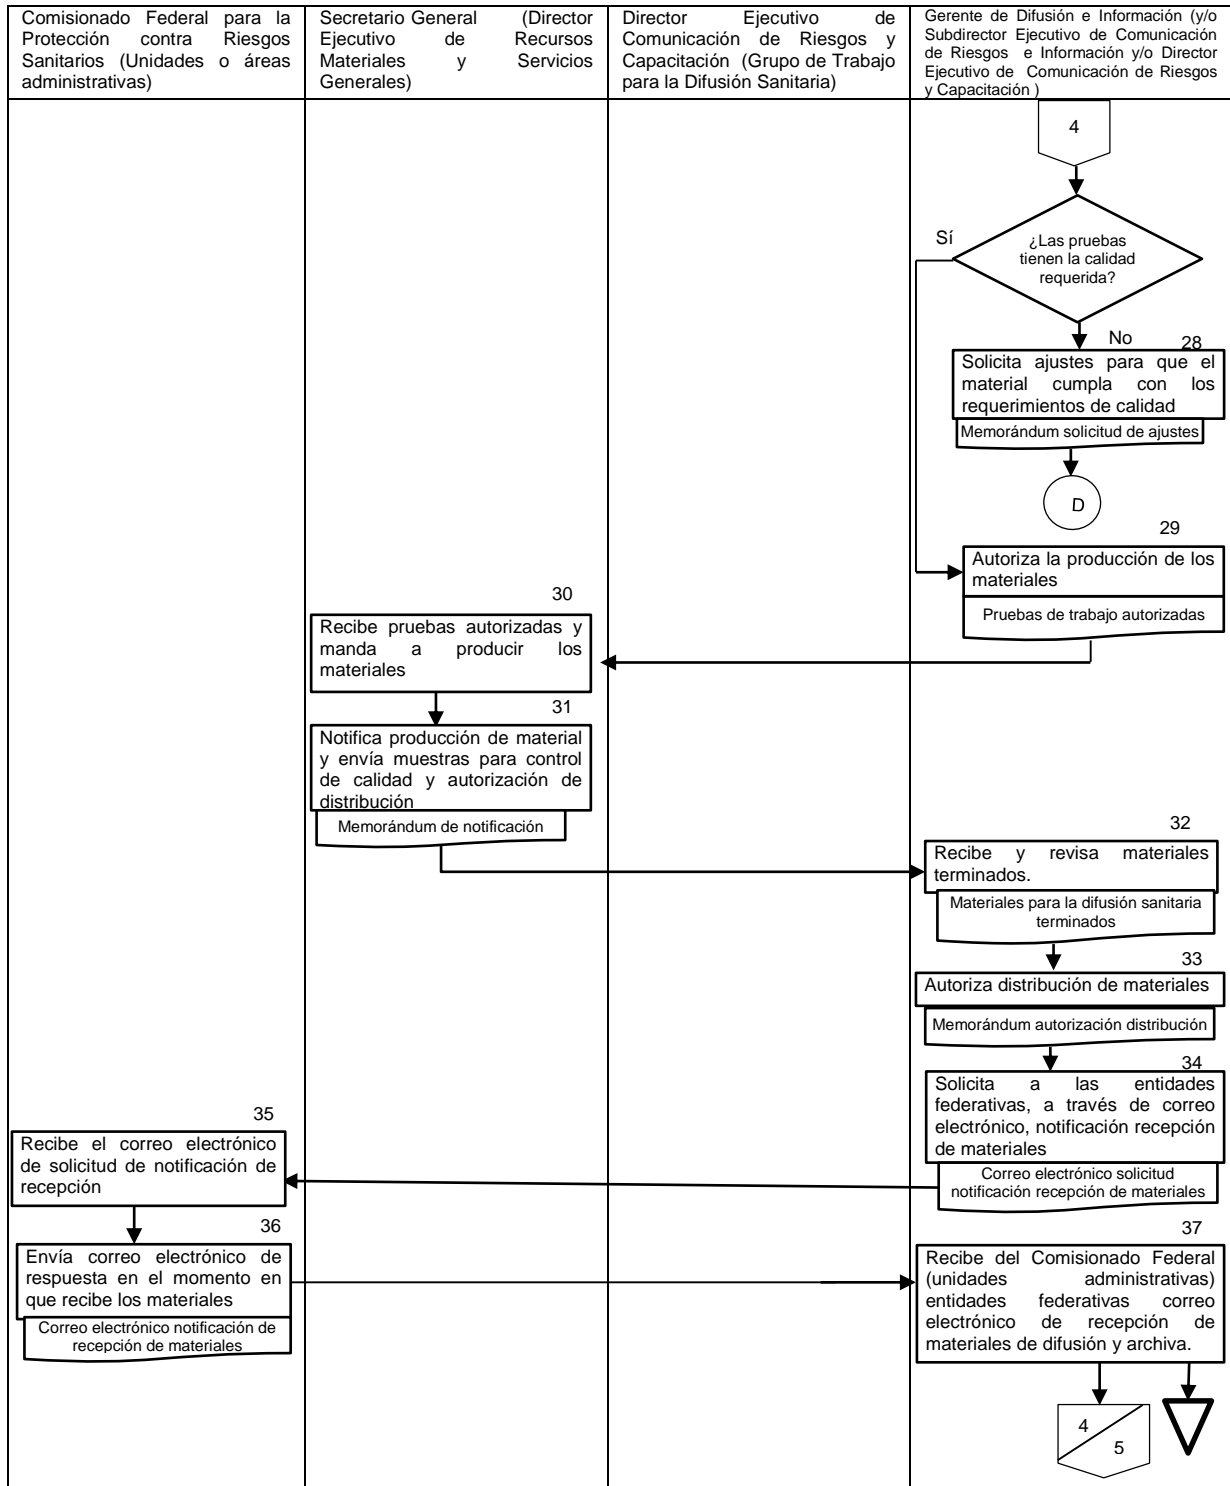 Comisionado Federal para la
Protección contra Riesgos
Sanitarios (Unidades o áreas
administrativas)
Secretario General (Director
Ejecutivo de Recursos
Materiales y Servicios
Generales)
Director Ejecutivo de
Comunicación de Riesgos y
Capacitación (Grupo de Trabajo
para la Difusión Sanitaria)
Gerente de Difusión e Información (y/o
Subdirector Ejecutivo de Comunicación
de Riesgos e Información y/o Director
Ejecutivo de Comunicación de Riesgos
y Capacitación )
4
Sí
¿Las pruebas
tienen la calidad
requerida?
No
28
Solicita ajustes para que el
material cumpla con los
requerimientos de calidad
Memorándum solicitud de ajustes
D
29
Autoriza la producción de los
materiales
Pruebas de trabajo autorizadas
30
Recibe pruebas autorizadas y
manda a producir los
materiales
31
Notifica producción de material
y envía muestras para control
de calidad y autorización de
distribución
Memorándum de notificación
32
Recibe y revisa materiales
terminados.
Materiales para la difusión sanitaria
terminados
33
Autoriza distribución de materiales
Memorándum autorización distribución
34
Solicita a las entidades
federativas, a través de correo
electrónico, notificación recepción
de materiales
Correo electrónico solicitud
notificación recepción de materiales
35
Recibe el correo electrónico
de solicitud de notificación de
recepción
36
Envía correo electrónico de
respuesta en el momento en
que recibe los materiales
Correo electrónico notificación de
recepción de materiales
37
Recibe del Comisionado Federal
(unidades administrativas)
entidades federativas correo
electrónico de recepción de
materiales de difusión y archiva.
4
5